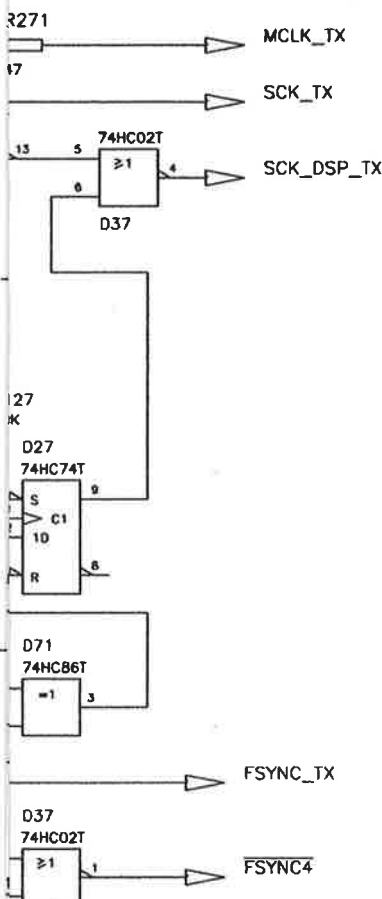 R271
MCLK_TX
47
SCK_TX
74HC02T
13
5
≥1
4
SCK_DSP_TX
6
D37
D27
74HC74T
S
9
C1
1D
R
8
D71
74HC86T
=1
3
FSYNC_TX
D37
74HC02T
≥1
1
FSYNC4